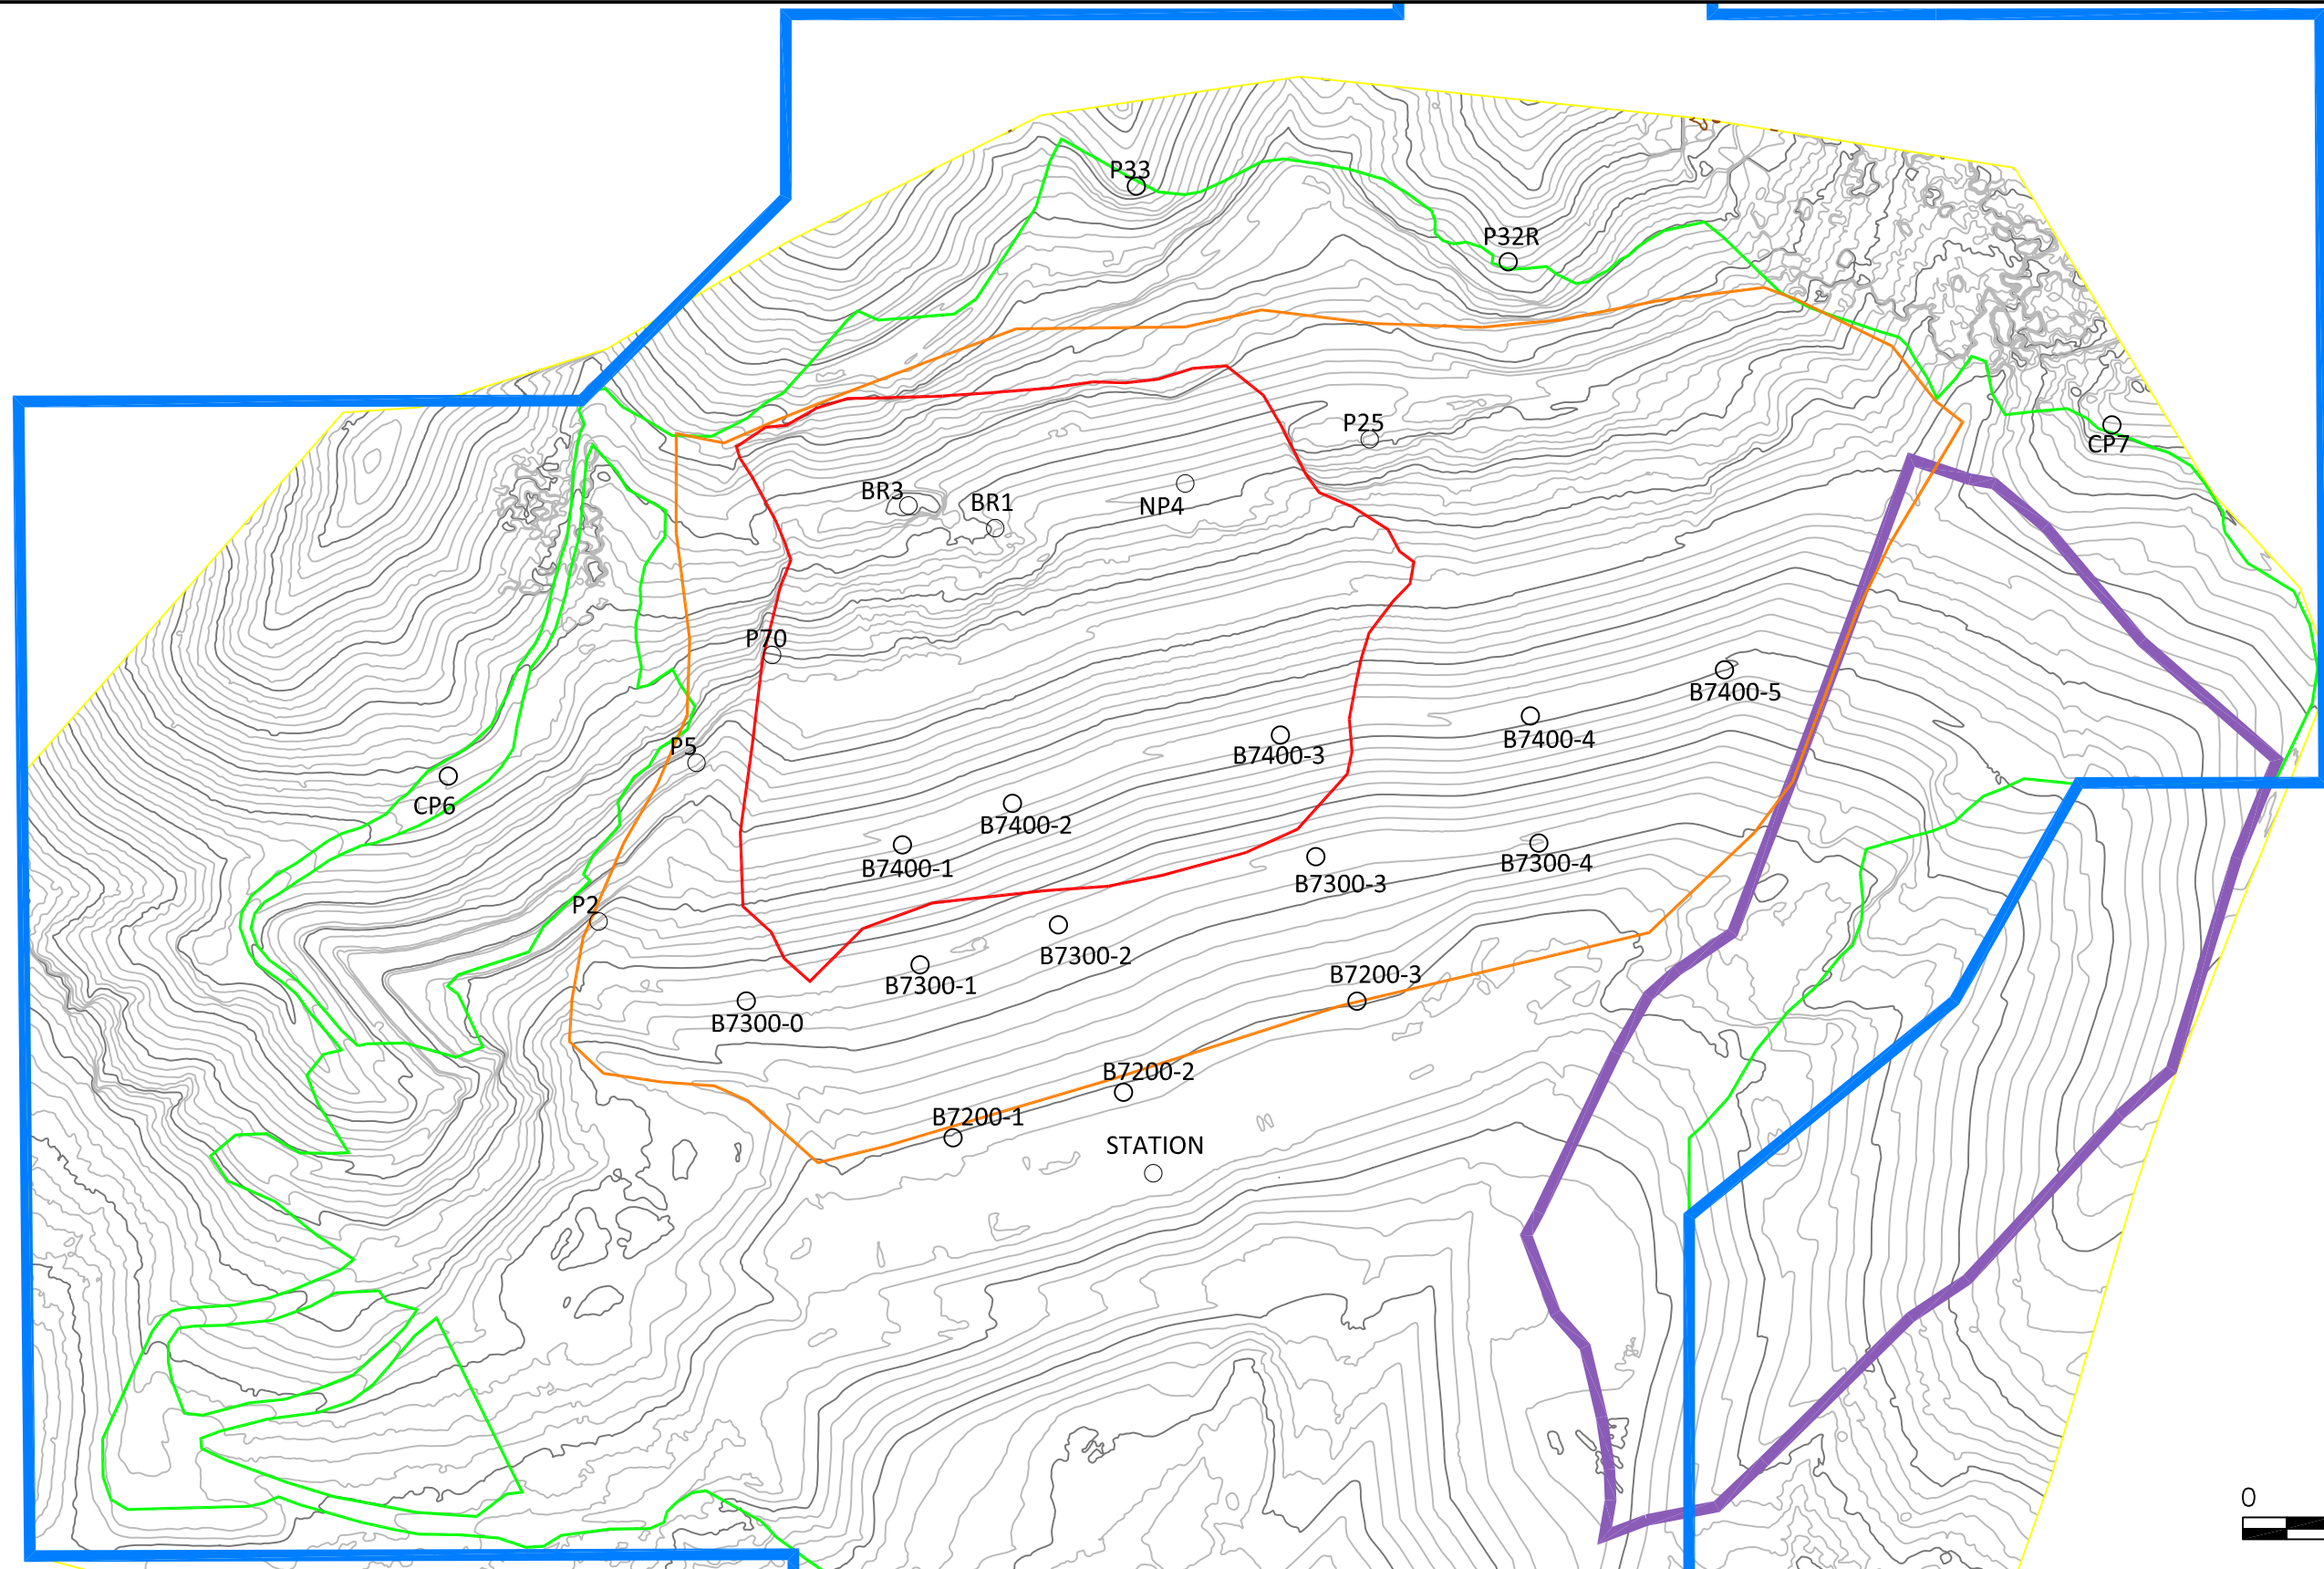 P33
P32R
P25
CP7
BR3
BR1
NP4
P70
B7400-5
P5
B7400-4
B7400-3
CP6
B7400-2
B7400-1
B7300-4
B7300-3
P2
B7300-2
B7300-1
B7200-3
B7300-0
B7200-2
B7200-1
STATION
0